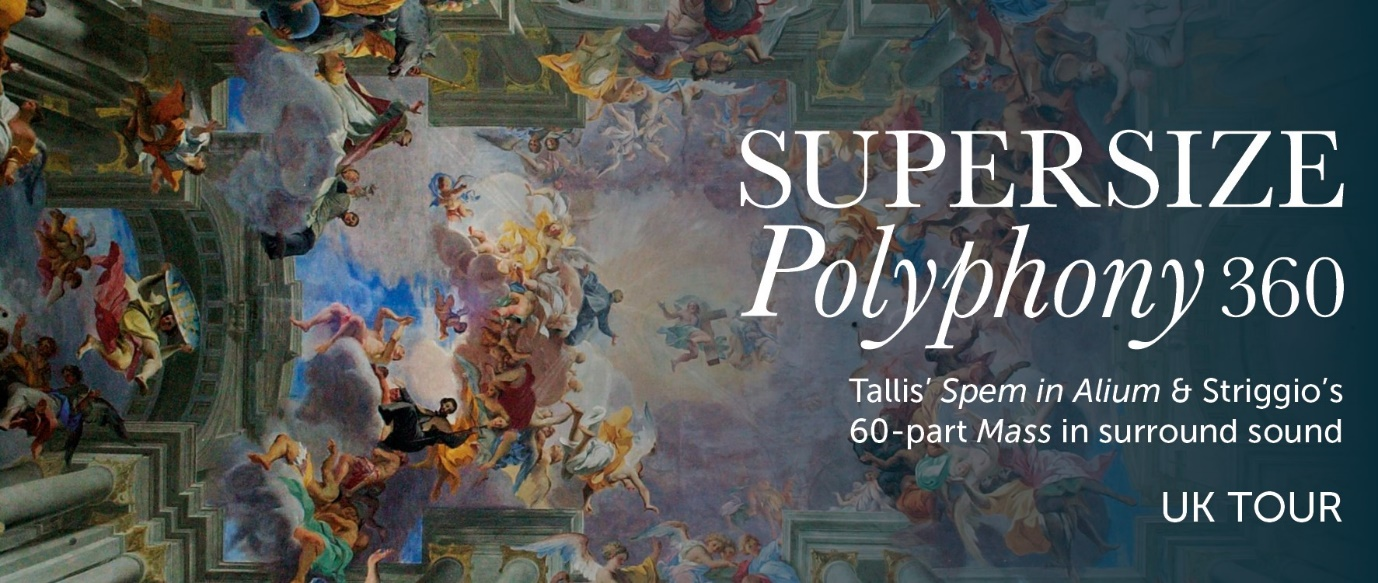 SUPERSIZE
Polyphony 360
Tallis’ Spem in Alium & Striggio’s
60-part Mass in surround sound
UK TOUR